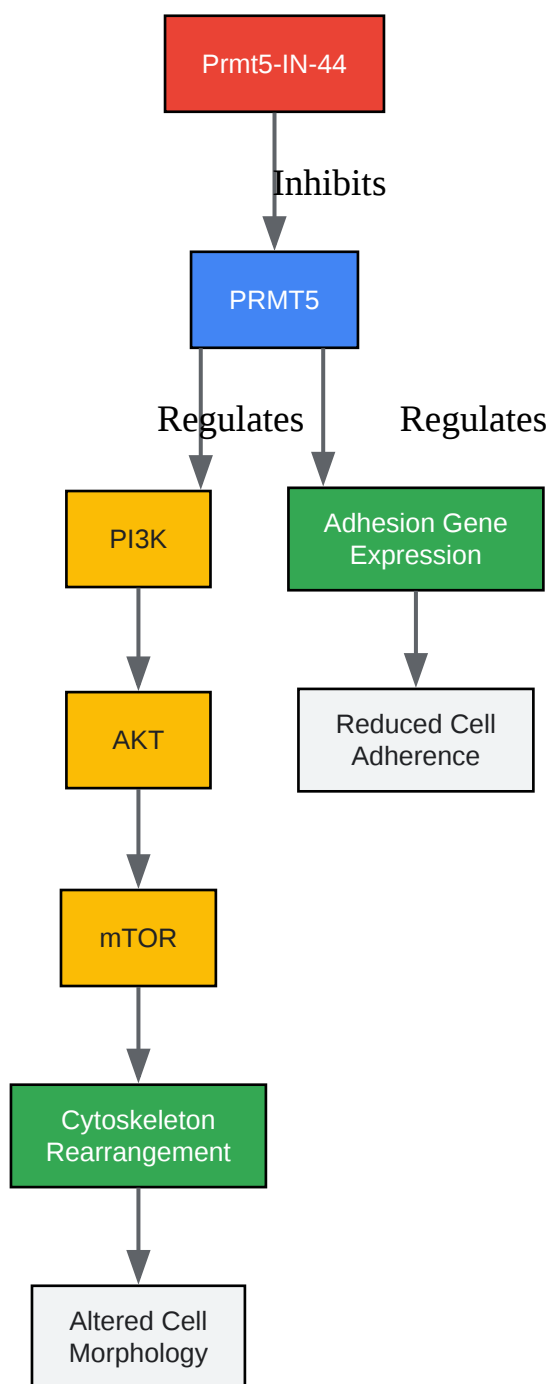 Prmt5-IN-44
Inhibits
PRMT5
Regulates
Regulates
PI3K
Adhesion Gene
Expression
AKT
Reduced Cell
Adherence
mTOR
Cytoskeleton
Rearrangement
Altered Cell
Morphology